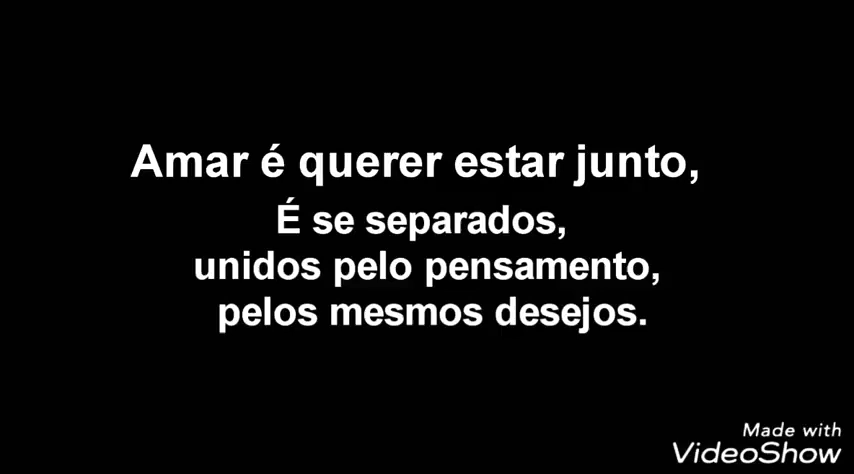 Amar é querer estar junto,
É se separados,
unidos pelo pensamento,
pelos mesmos desejos.
Made with
VideoShow